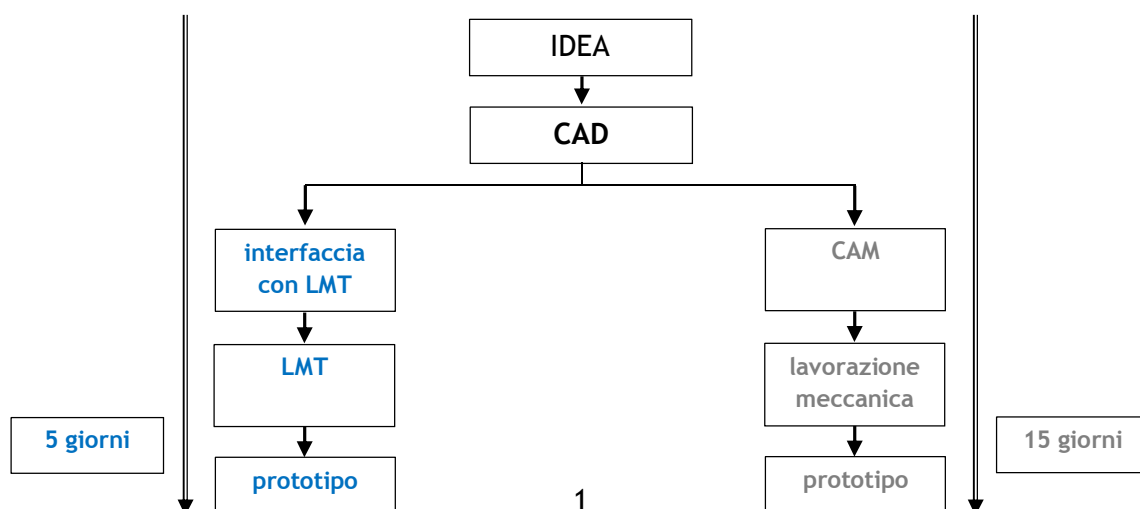 IDEA
CAD
interfaccia
con LMT
CAM
LMT
lavorazione
meccanica
5 giorni
15 giorni
prototipo
prototipo
1